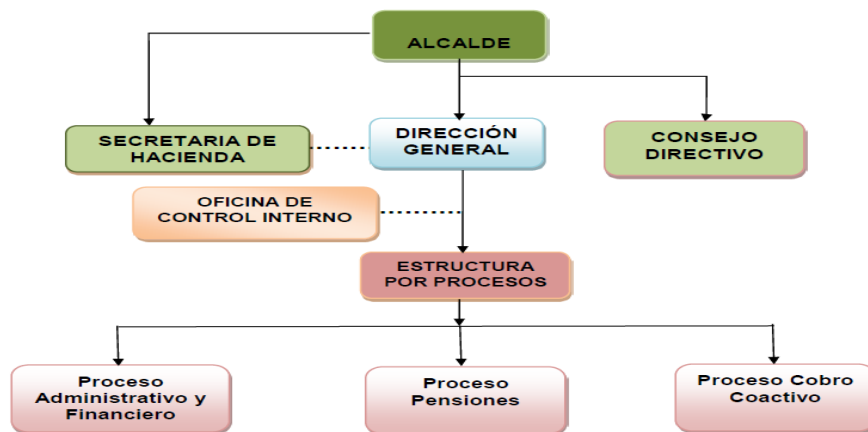 ALCALDE
SECRETARIA DE
HACIENDA
DIRECCIÓN
GENERAL
CONSEJO
DIRECTIVO
OFICINA DE
CONTROL INTERNO
ESTRUCTURA
POR PROCESOS
Proceso
Administrativo y
Financiero
Proceso
Pensiones
Proceso Cobro
Coactivo